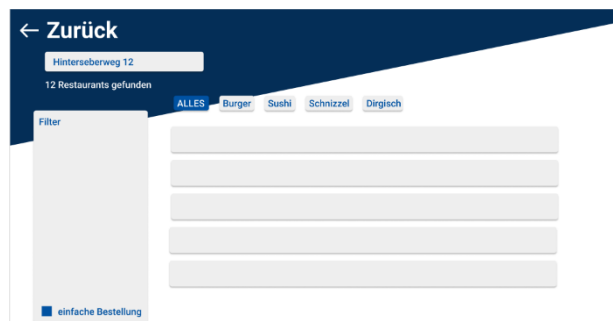 ← Zurück
Hinterseberweg 12
12 Restaurants gefunden
ALLES Burger Sushi Schnizzel Dirgisch
Filter
einfache Bestellung